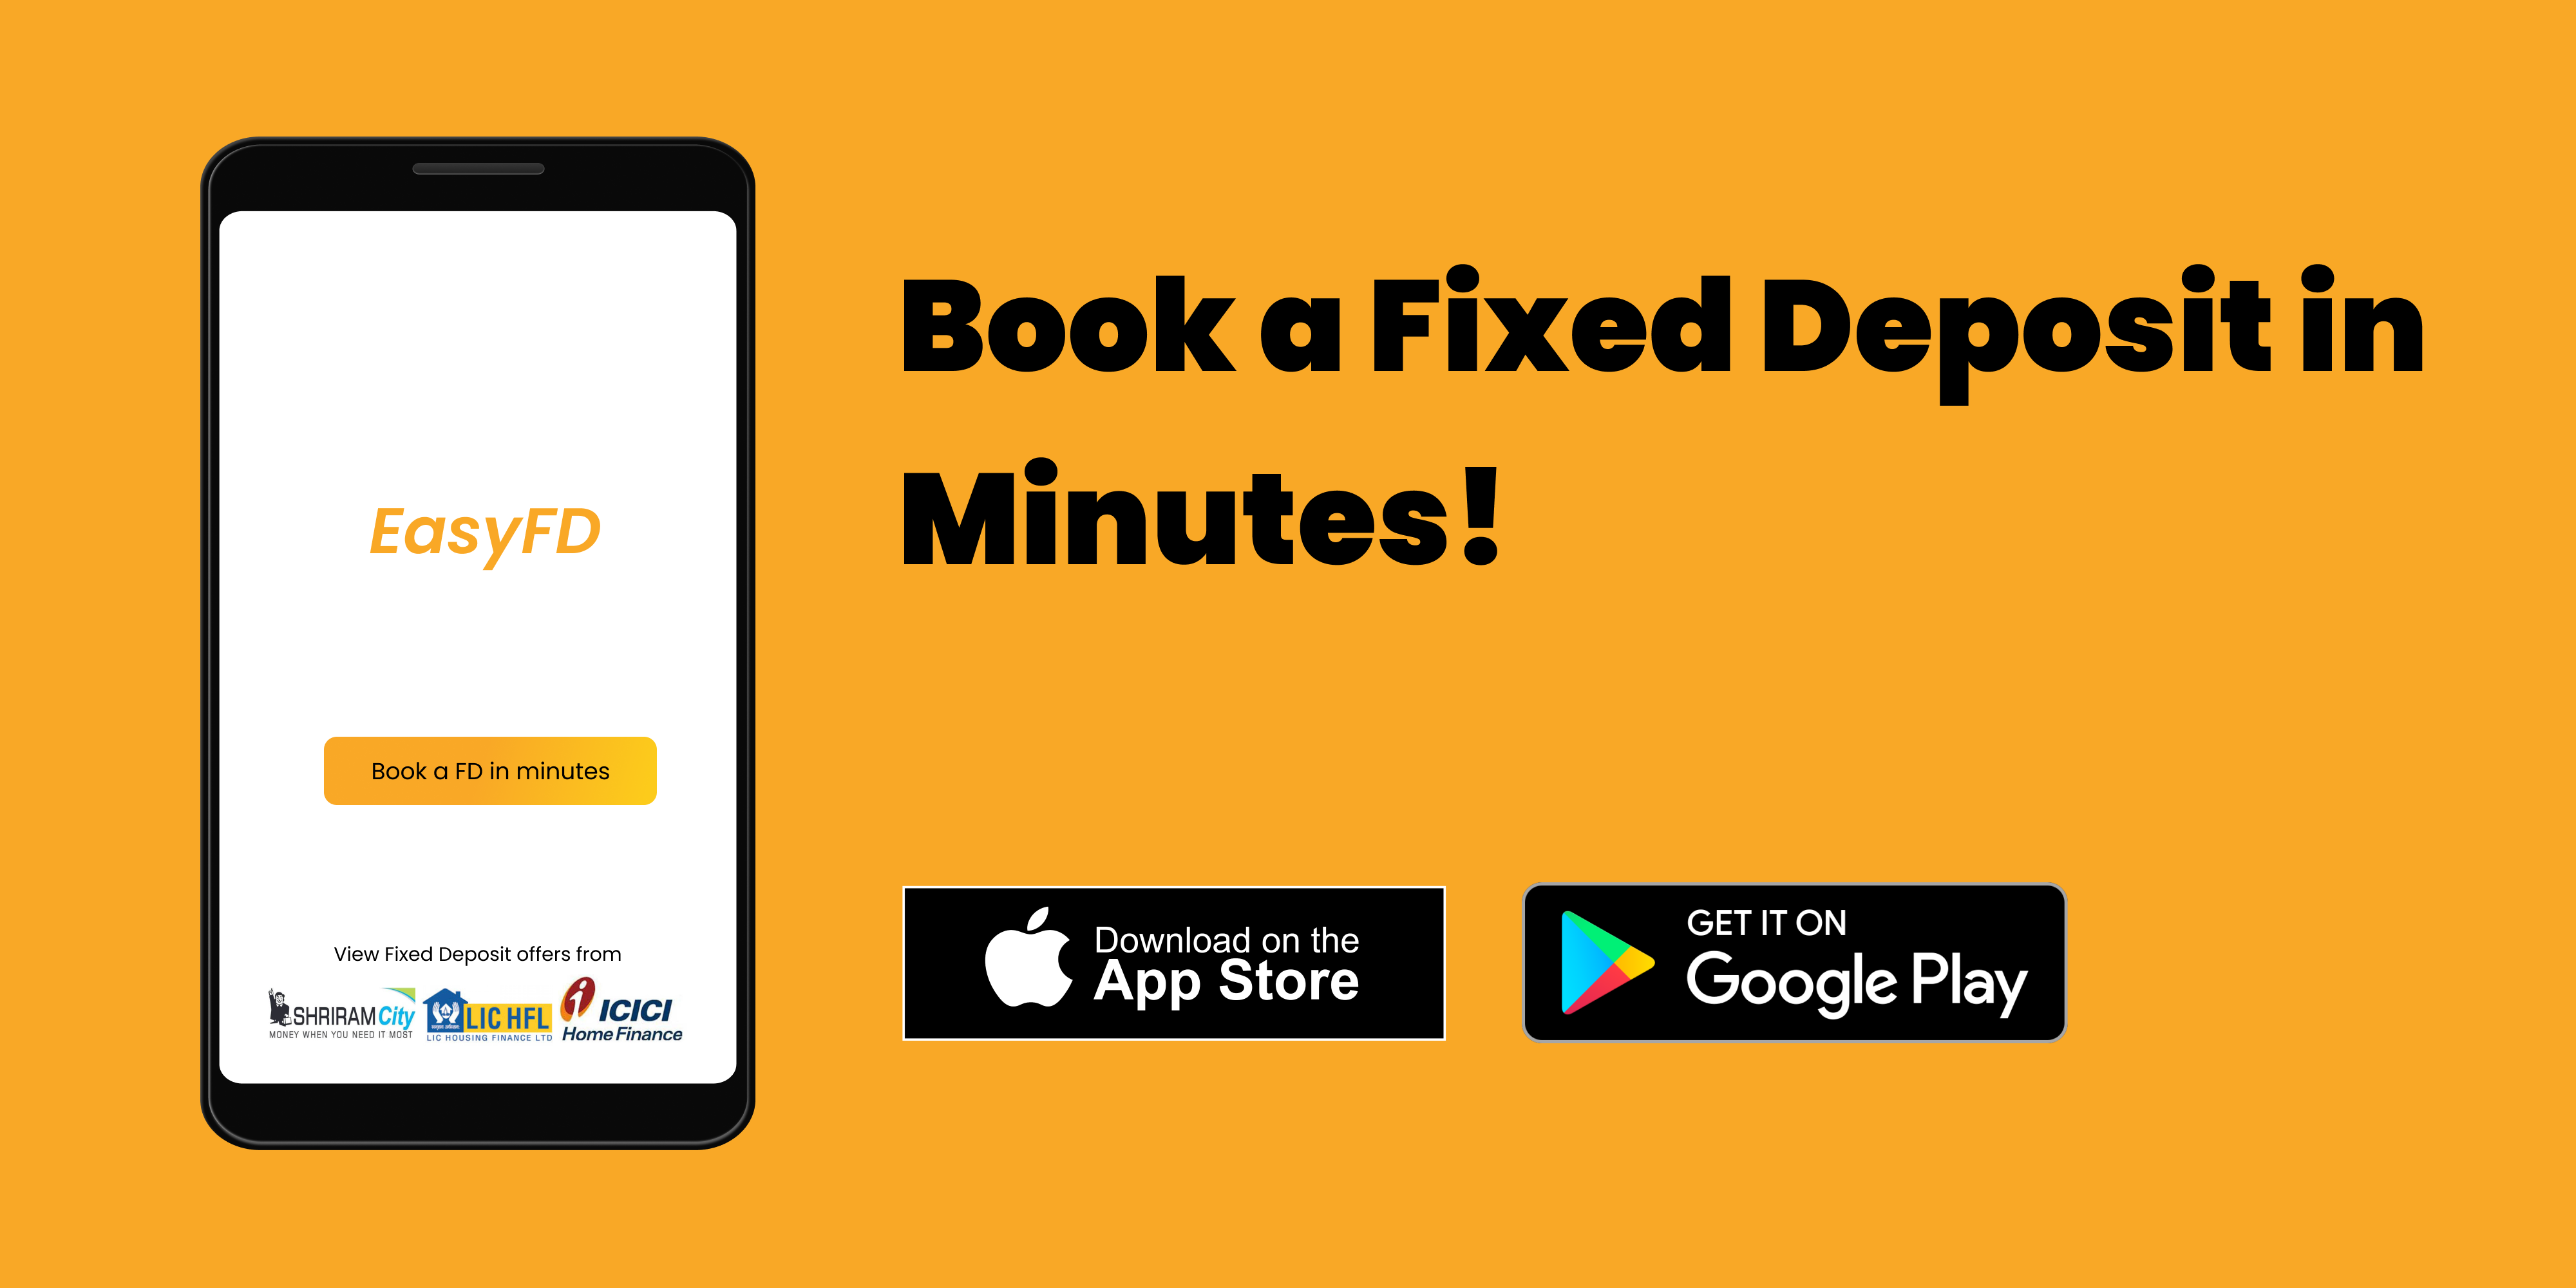 EasyFD
Book a FD in minutes
View Fixed Deposit offers from
SHRIRAM City
MONEY WHEN YOU NEED IT MOST
LIC HFL
LIC HOUSING FINANCE LTD
i ICICI
Home Finance
Book a Fixed Deposit in
Minutes!
Download on the
App Store
GET IT ON
Google Play